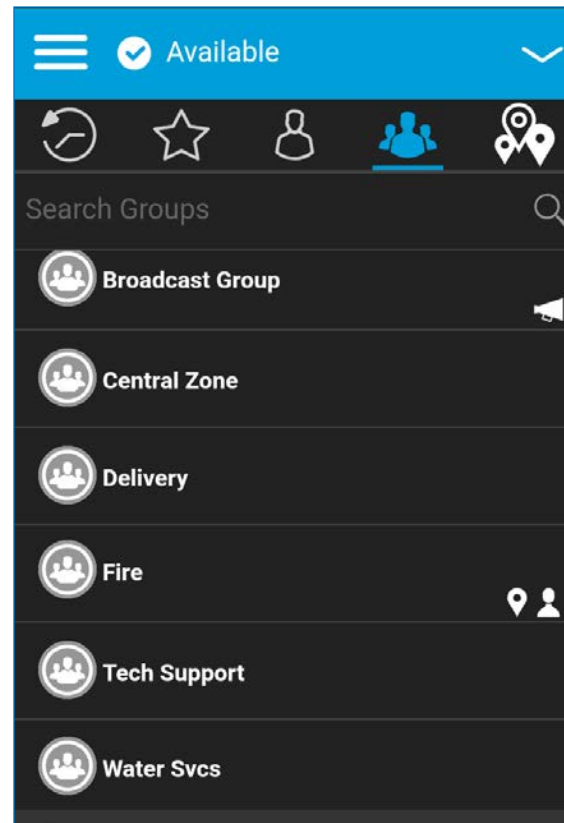 Available
Search Groups
Broadcast Group
Central Zone
Delivery
Fire
Tech Support
Water Svcs